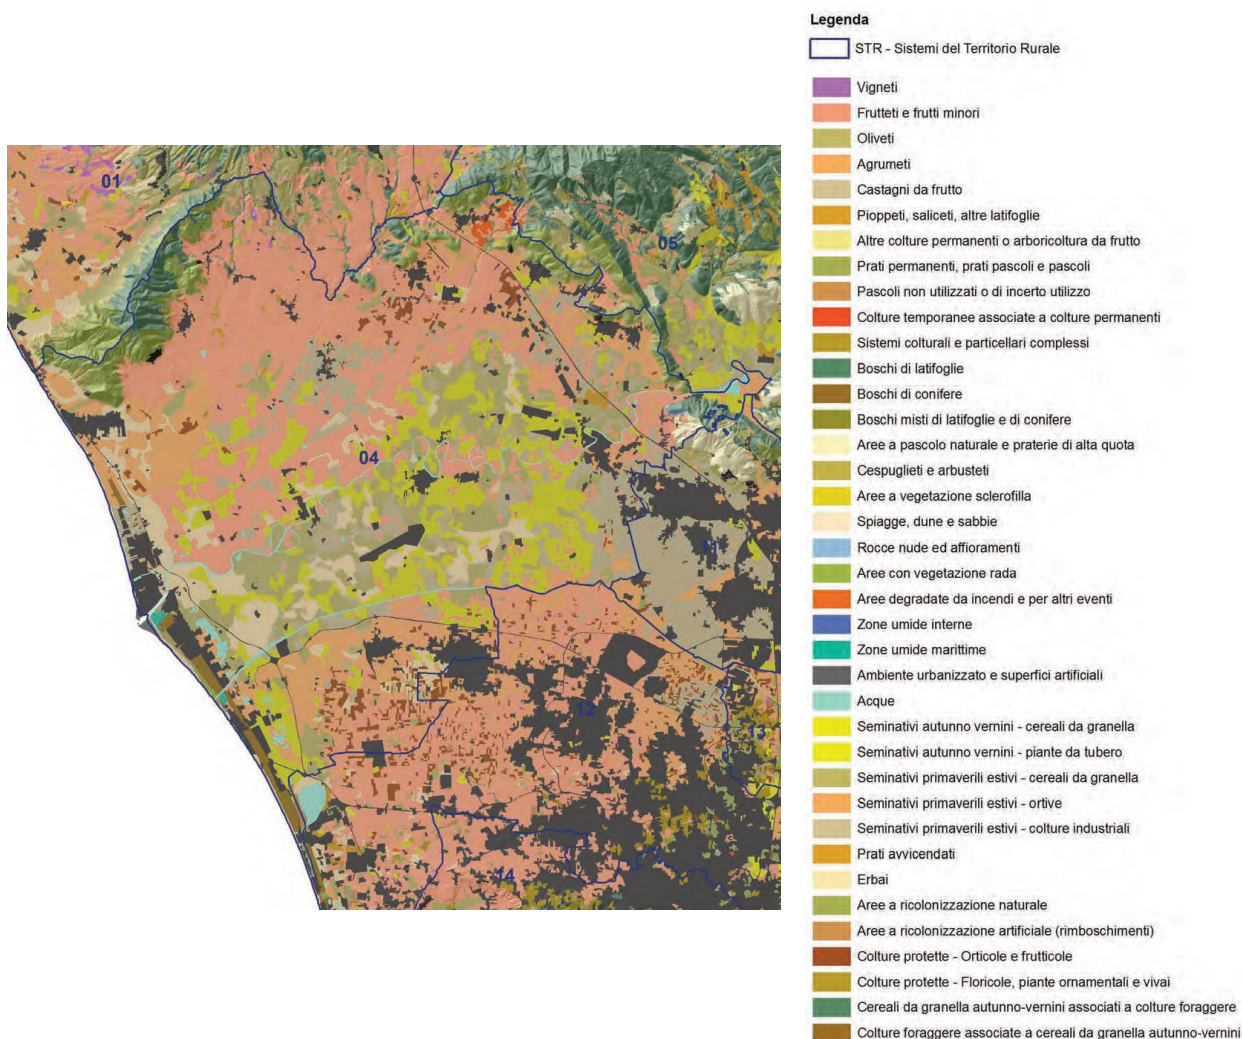 Legenda
STR - Sistemi del Territorio Rurale
Vigneti
Frutteti e frutti minori
Oliveti
Agrumeti
Castagni da frutto
Pioppeti, saliceti, altre latifoglie
Altre colture permanenti o arboricoltura da frutto
Prati permanenti, prati pascoli e pascoli
Pascoli non utilizzati o di incerto utilizzo
Colture temporanee associate a colture permanenti
Sistemi colturali e particellari complessi
Boschi di latifoglie
Boschi di conifere
Boschi misti di latifoglie e di conifere
Aree a pascolo naturale e praterie di alta quota
Cespuglieti e arbusteti
Aree a vegetazione sclerofilla
Spiagge, dune e sabbie
Rocce nude ed affioramenti
Aree con vegetazione rada
Aree degradate da incendi e per altri eventi
Zone umide interne
Zone umide marittime
Ambiente urbanizzato e superfici artificiali
Acque
Seminativi autunno vernini - cereali da granella
Seminativi autunno vernini - piante da tubero
Seminativi primaverili estivi - cereali da granella
Seminativi primaverili estivi - ortive
Seminativi primaverili estivi - colture industriali
Prati avvicendati
Erbai
Aree a ricolonizzazione naturale
Aree a ricolonizzazione artificiale (rimboschimenti)
Colture protette - Orticole e frutticole
Colture protette - Floricole, piante ornamentali e vivai
Cereali da granella autunno-vernini associati a colture foraggere
Colture foraggere associate a cereali da granella autunno-vernini
01
05
04
11
12
13
14